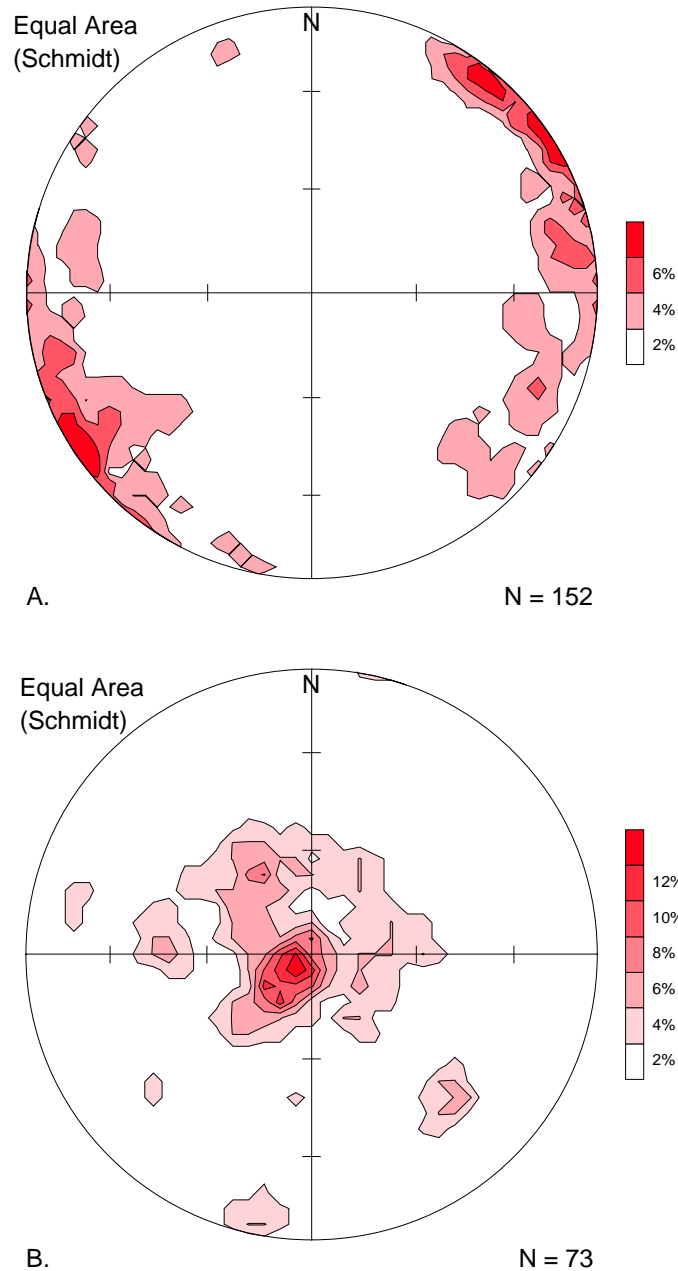 Equal Area
(Schmidt)
N
6%
4%
2%
A.
N = 152
Equal Area
(Schmidt)
N
12%
10%
8%
6%
4%
2%
B.
N = 73